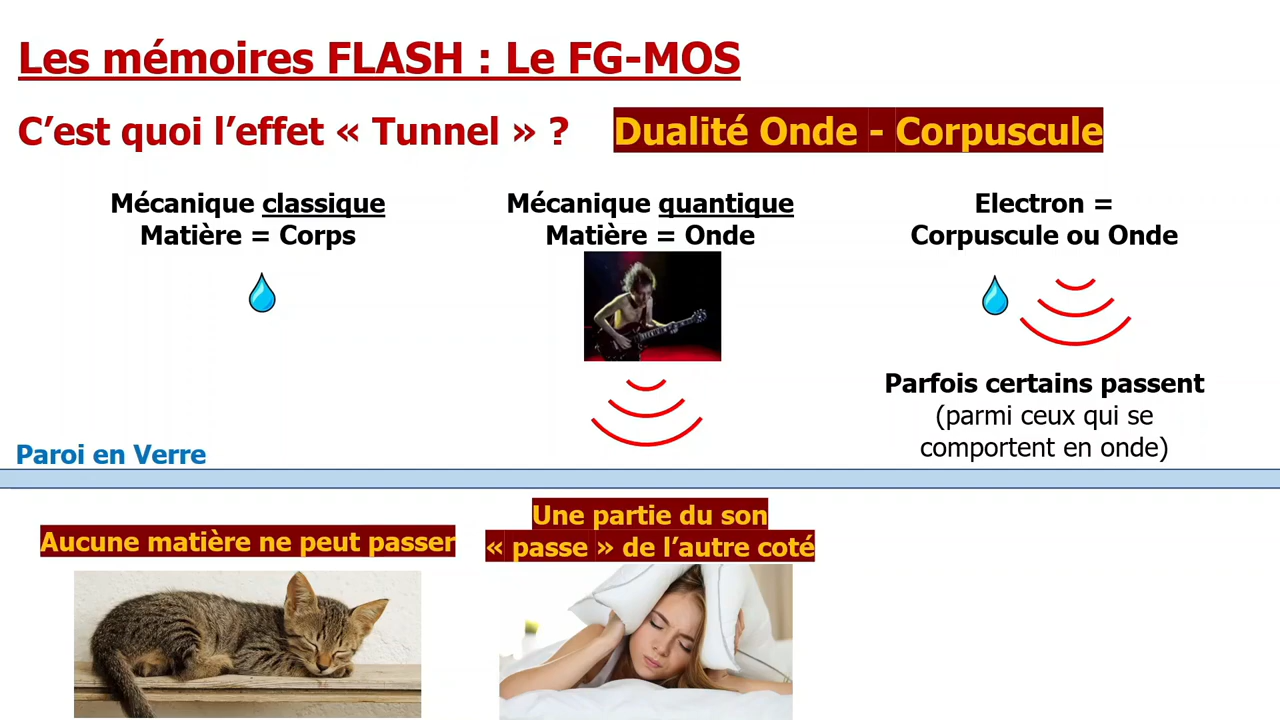 Les mémoires FLASH : Le FG-MOS
C’est quoi l’effet « Tunnel » ?
Dualité Onde - Corpuscule
Mécanique classique
Matière = Corps
Mécanique quantique
Matière = Onde
Electron =
Corpuscule ou Onde
Parfois certains passent
(parmi ceux qui se
comportent en onde)
Paroi en Verre
Aucune matière ne peut passer
Une partie du son
« passe » de l’autre coté